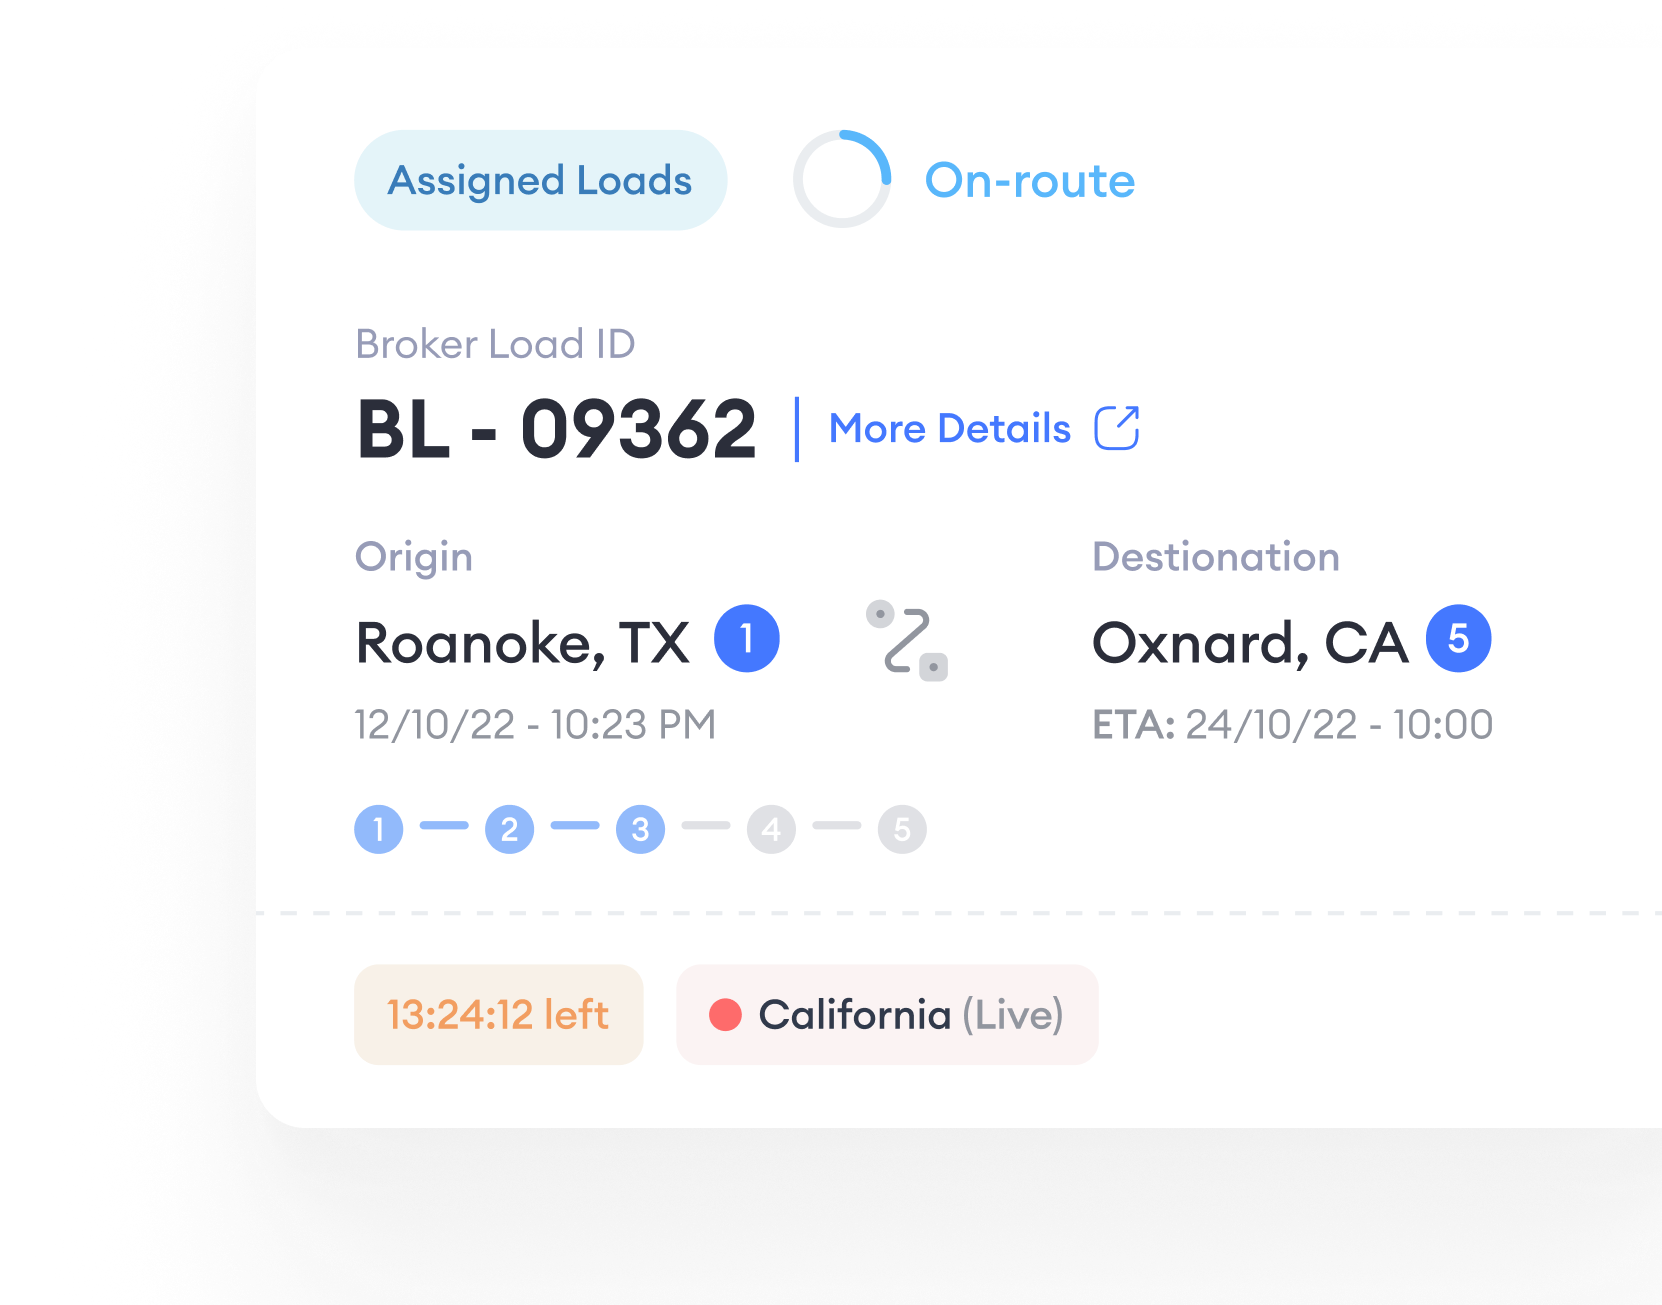 Assigned Loads On-route
Broker Load ID
BL - 09362 More Details
Origin Destionation
Roanoke, TX 1 Oxnard, CA 5
12/10/22 - 10:23 PM ETA: 24/10/22 - 10:00
1 2 3 4 5
13:24:12 left California (Live)